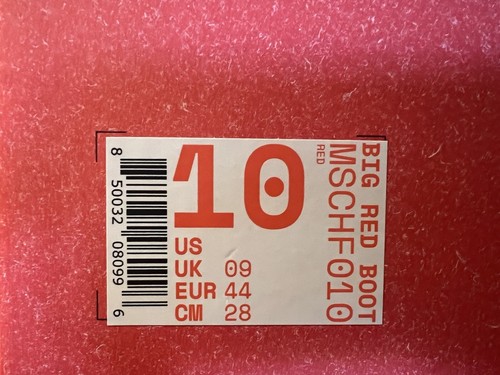 BIG RED BOOT
MSCHF010
RED
10
US
UK 09
EUR 44
CM 28
8 50032 08099 6